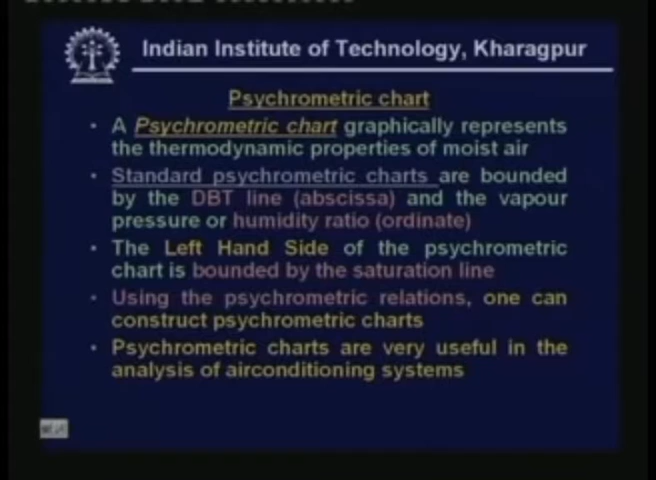 Indian Institute of Technology, Kharagpur
Psychrometric chart
• A Psychrometric chart graphically represents
the thermodynamic properties of moist air
• Standard psychrometric charts are bounded
by the DBT line (abscissa) and the vapour
pressure or humidity ratio (ordinate)
• The Left Hand Side of the psychrometric
chart is bounded by the saturation line
• Using the psychrometric relations, one can
construct psychrometric charts
• Psychrometric charts are very useful in the
analysis of airconditioning systems